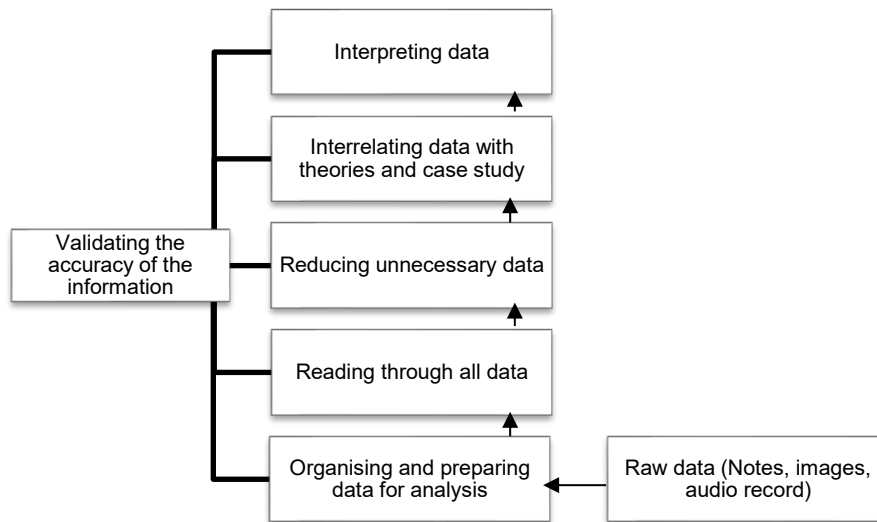 Interpreting data
Interrelating data with
theories and case study
Validating the
accuracy of the
information
Reducing unnecessary data
Reading through all data
Organising and preparing
data for analysis
Raw data (Notes, images,
audio record)